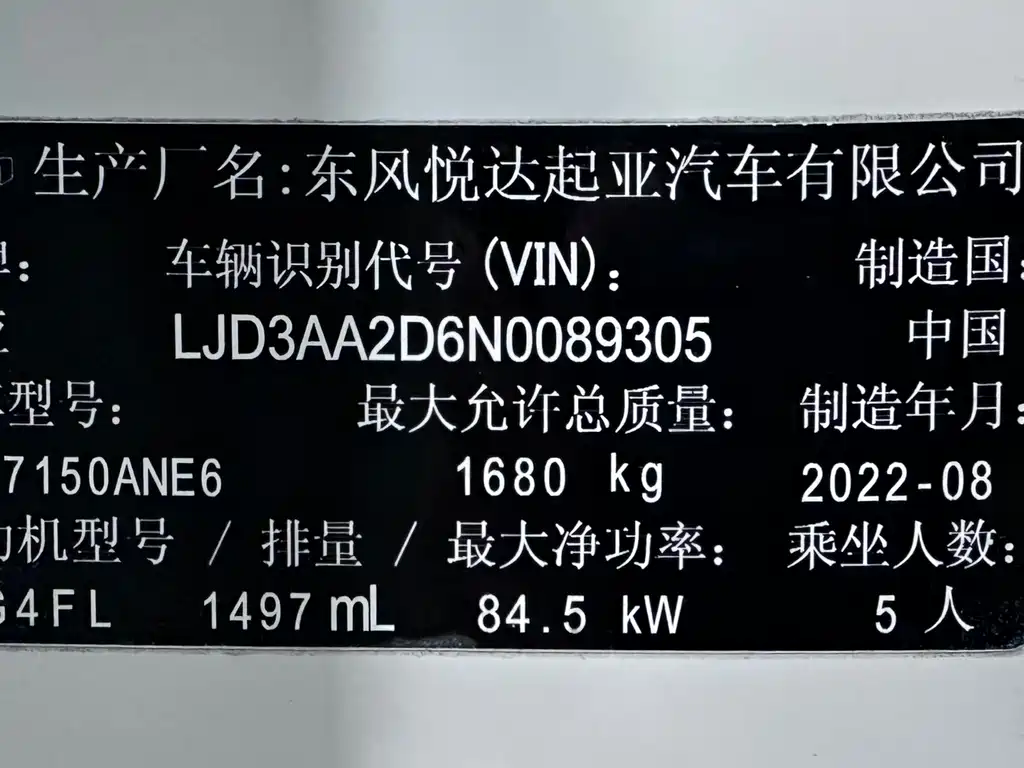 生产厂名:东风悦达起亚汽车有限公司
车辆识别代号(VIN): 制造国:
LJD3AA2D6N0089305 中国
型号: 最大允许总质量: 制造年月:
7150ANE6 1680 kg 2022-08
机型号 / 排量 / 最大净功率: 乘坐人数:
G4FL 1497 mL 84.5 kW 5 人